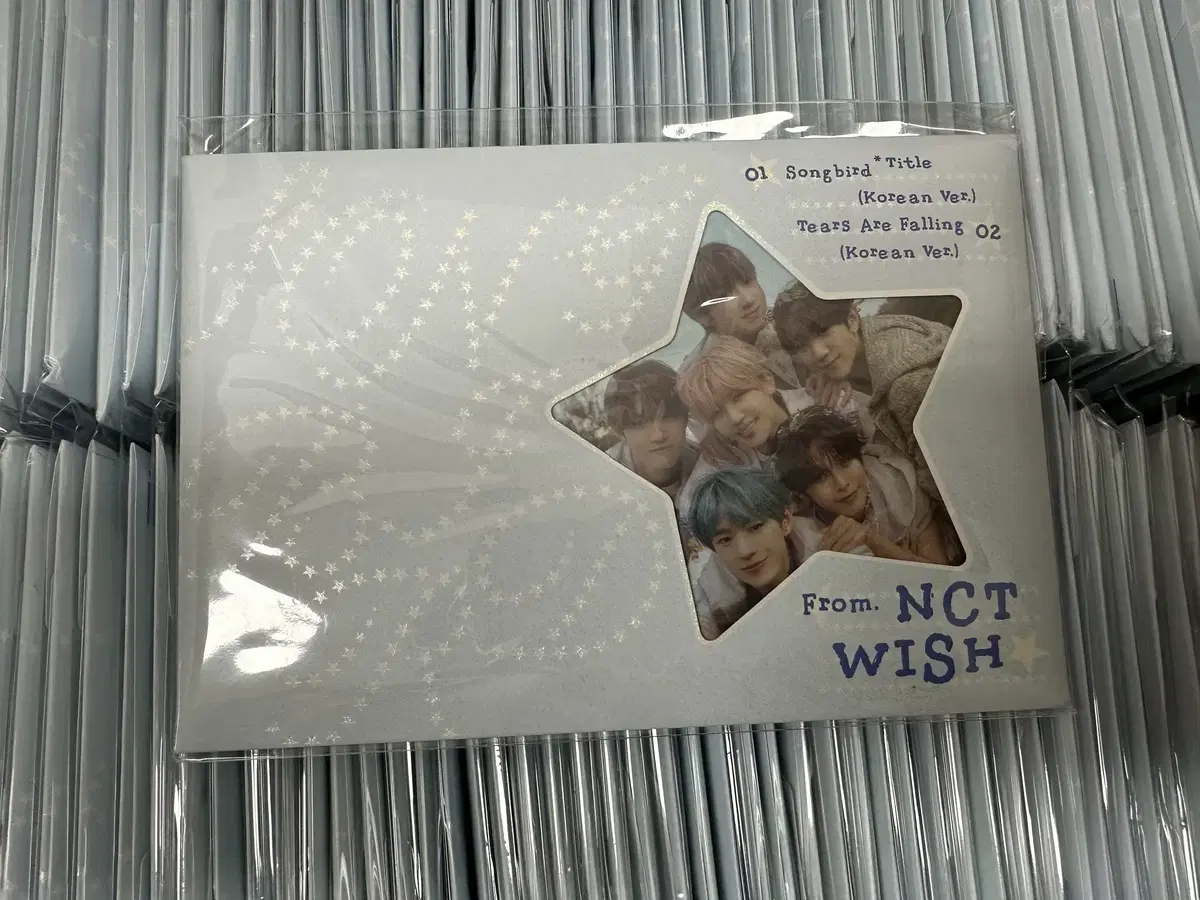 01 Songbird*Title
(Korean Ver.)
Tears Are Falling 02
(Korean Ver.)
From. NCT
WISH